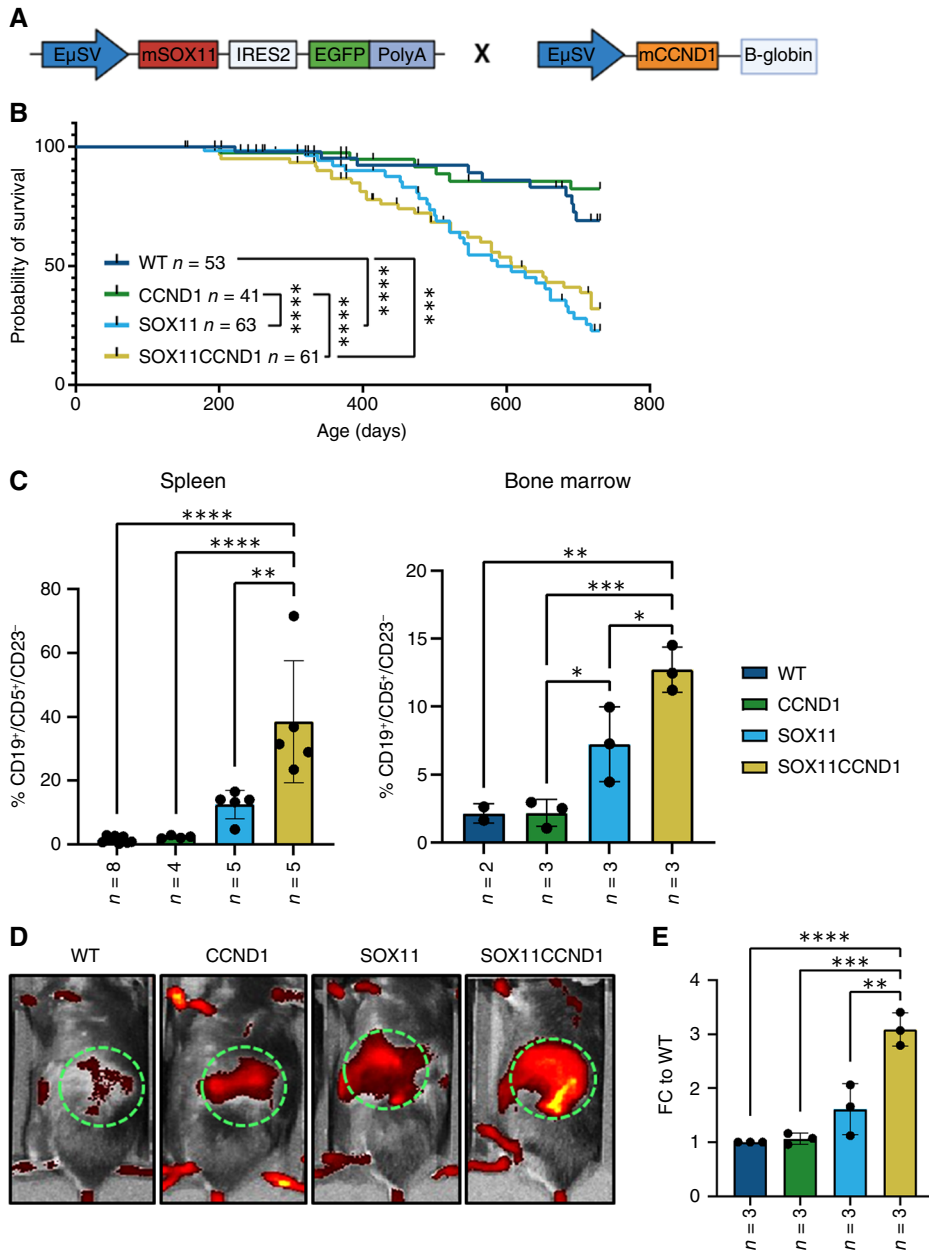 A
EµSV mSOX11 IRES2 EGFP PolyA X EµSV mCCND1 B-globin
B
Probability of survival
100
50
0
0 200 400 600 800
Age (days)
WT n = 53
CCND1 n = 41
SOX11 n = 63
SOX11CCND1 n = 61
****
****
****
***
C
Spleen
****
****
**
% CD19⁺/CD5⁺/CD23⁻
80
60
40
20
0
n = 8 n = 4 n = 5 n = 5
Bone marrow
**
***
*
*
% CD19⁺/CD5⁺/CD23⁻
20
15
10
5
0
n = 2 n = 3 n = 3 n = 3
WT
CCND1
SOX11
SOX11CCND1
D
WT CCND1 SOX11 SOX11CCND1
E
****
***
**
FC to WT
4
3
2
1
0
n = 3 n = 3 n = 3 n = 3